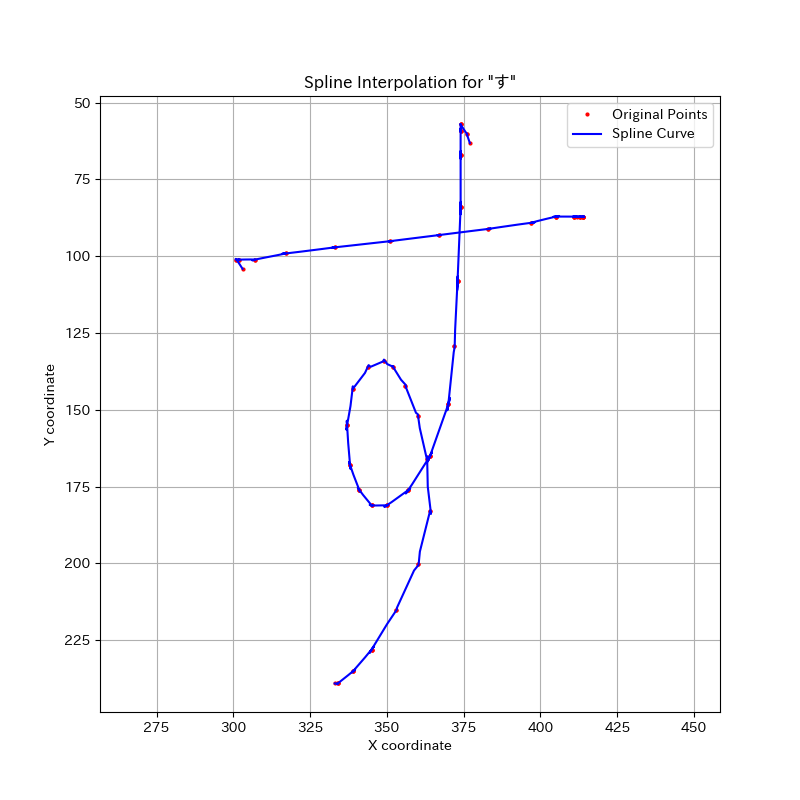 Spline Interpolation for "す"
Original Points
Spline Curve
50
75
100
125
150
175
200
225
Y coordinate
275 300 325 350 375 400 425 450
X coordinate
す